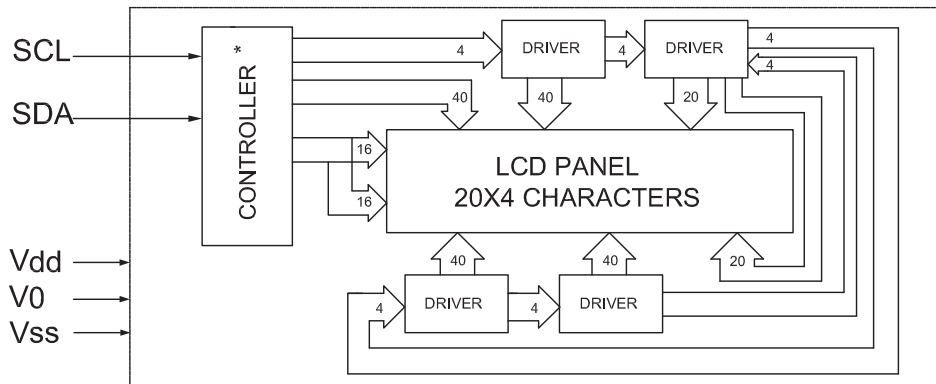 SCL
SDA
Vdd
V0
Vss
CONTROLLER *
4
DRIVER
4
DRIVER
4
4
40
40
20
16
16
LCD PANEL
20X4 CHARACTERS
40
40
20
4
DRIVER
4
DRIVER